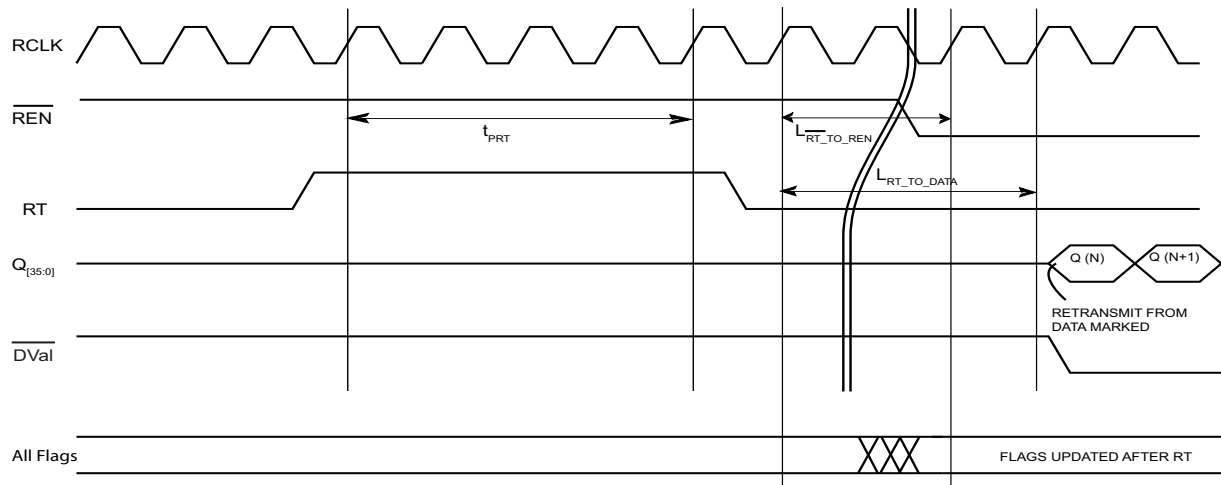 RCLK
REN
tPRT
LRT_TO_REN
LRT_TO_DATA
RT
Q[35:0]
Q (N)
Q (N+1)
RETRANSMIT FROM
DATA MARKED
DVal
All Flags
FLAGS UPDATED AFTER RT